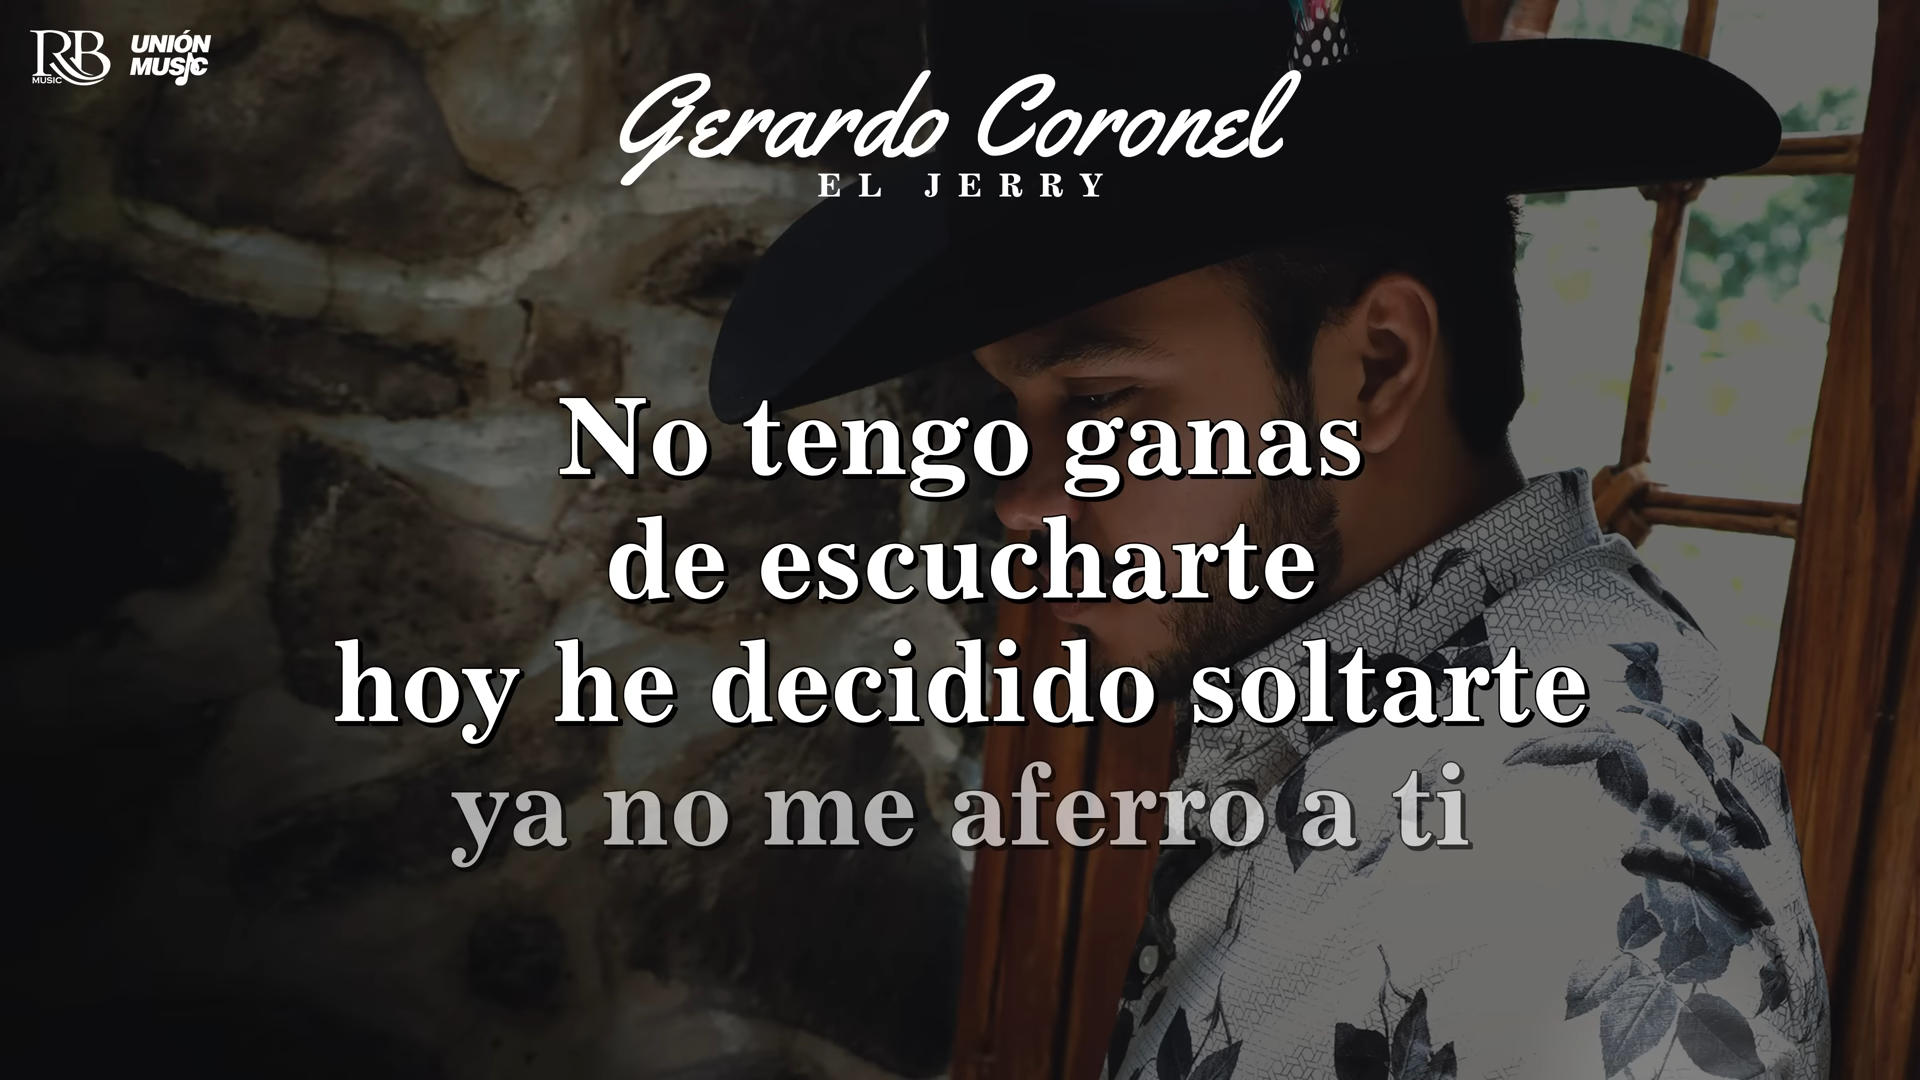 RB
MUSIC
UNIÓN
MUSIC
Gerardo Coronel
EL JERRY
No tengo ganas
de escucharte
hoy he decidido soltarte
ya no me aferro a ti